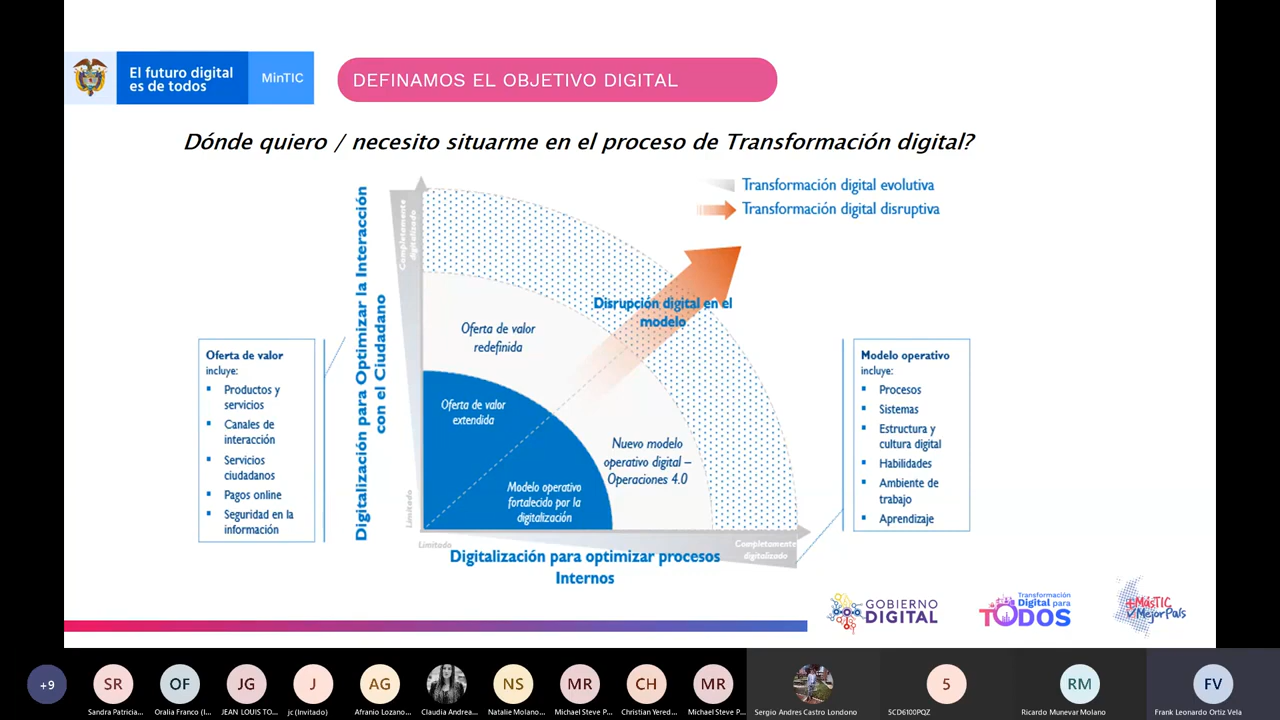 El futuro digital
es de todos
MinTIC
DEFINAMOS EL OBJETIVO DIGITAL
Dónde quiero / necesito situarme en el proceso de Transformación digital?
Transformación digital evolutiva
Transformación digital disruptiva
Digitalización para Optimizar la Interacción
con el Ciudadano
Completamente
digitalizado
Limitado
Disrupción digital en el
modelo
Oferta de valor
redefinida
Oferta de valor
extendida
Nuevo modelo
operativo digital –
Operaciones 4.0
Modelo operativo
fortalecido por la
digitalización
Oferta de valor
incluye:
▪ Productos y
servicios
▪ Canales de
interacción
▪ Servicios
ciudadanos
▪ Pagos online
▪ Seguridad en la
información
Modelo operativo
incluye:
▪ Procesos
▪ Sistemas
▪ Estructura y
cultura digital
▪ Habilidades
▪ Ambiente de
trabajo
▪ Aprendizaje
Limitado
Completamente
digitalizado
Digitalización para optimizar procesos
Internos
GOBIERNO
DIGITAL
Transformación
Digital para
TODOS
+MásTIC
MejorPaís
+9
SR
OF
JG
J
AG
NS
MR
CH
MR
5
RM
FV
Sandra Patricia...
Oralia Franco (I...
JEAN LOUIS TO...
jc (Invitado)
Afranio Lozano...
Claudia Andrea...
Natalie Molano...
Michael Steve P...
Christian Yered...
Michael Steve P...
Sergio Andres Castro Londono
SCD6100PQZ
Ricardo Munevar Molano
Frank Leonardo Ortiz Vela